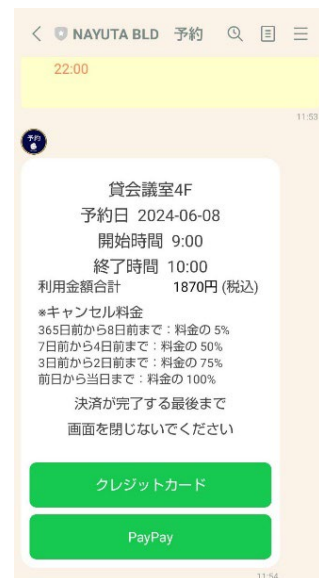 NAYUTA BLD 予約
22:00
11:53
予約
貸会議室4F
予約日 2024-06-08
開始時間 9:00
終了時間 10:00
利用金額合計 1870円 (税込)
※キャンセル料金
365日前から8日前まで：料金の 5%
7日前から4日前まで：料金の 50%
3日前から2日前まで：料金の 75%
前日から当日まで：料金の 100%
決済が完了する最後まで
画面を閉じないでください
クレジットカード
PayPay
11:54